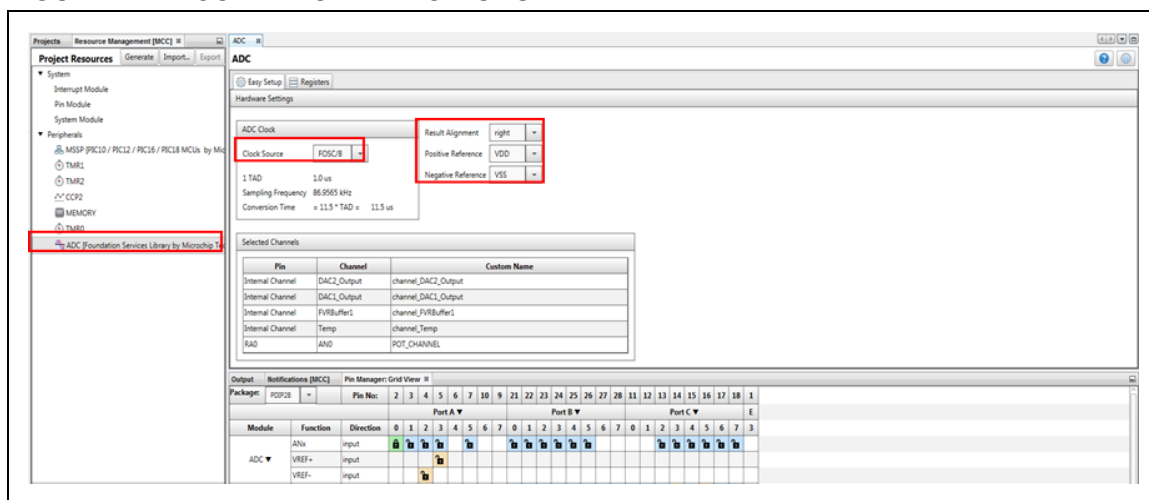 Projects Resource Management [MCC] ADC
Project Resources Generate Import... Export ADC
System
Easy Setup Registers
Interrupt Module
Hardware Settings
Pin Module
System Module
Peripherals
ADC Clock
Result Alignment right
MSSP [PIC10 / PIC12 / PIC16 / PIC18 MCUs by Mic
Clock Source FOSC/8
Positive Reference VDD
TMR1
Negative Reference VSS
TMR2
1 TAD 1.0 us
Sampling Frequency 86.9565 kHz
CCP2
Conversion Time = 11.5 * TAD = 11.5 us
MEMORY
TMR0
ADC [Foundation Services Library by Microchip Te
Selected Channels
Pin Channel Custom Name
Internal Channel DAC2_Output channel_DAC2_Output
Internal Channel DAC1_Output channel_DAC1_Output
Internal Channel FVRBuffer1 channel_FVRBuffer1
Internal Channel Temp channel_Temp
RA0 AN0 POT_CHANNEL
Output Notifications [MCC] Pin Manager: Grid View
Package: PDIP28 Pin No: 2 3 4 5 6 7 10 9 21 22 23 24 25 26 27 28 11 12 13 14 15 16 17 18 1
Port A Port B Port C E
Module Function Direction 0 1 2 3 4 5 6 7 0 1 2 3 4 5 6 7 0 1 2 3 4 5 6 7 3
ANx input
ADC VREF+ input
VREF- input